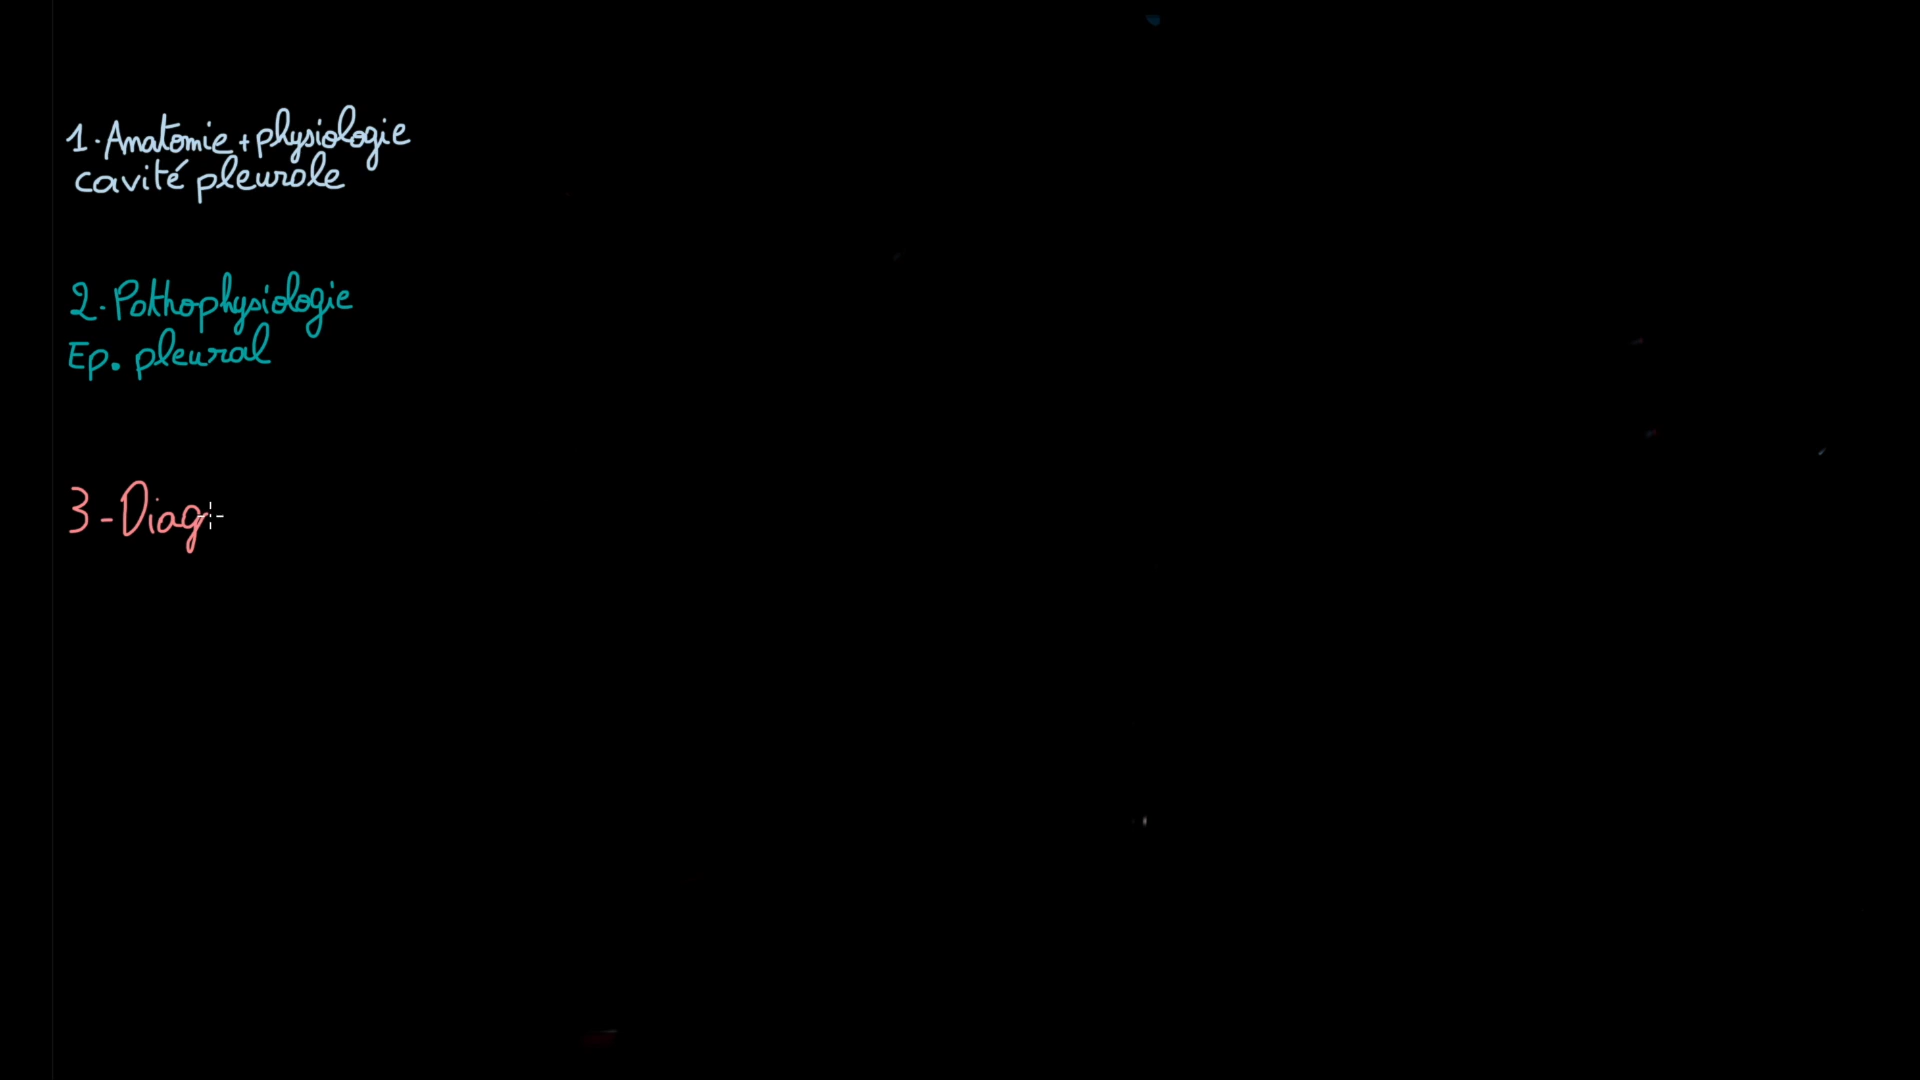 1. Anatomie + physiologie
cavité pleurale
2. Pathophysiologie
Ep. pleural
3 - Diag